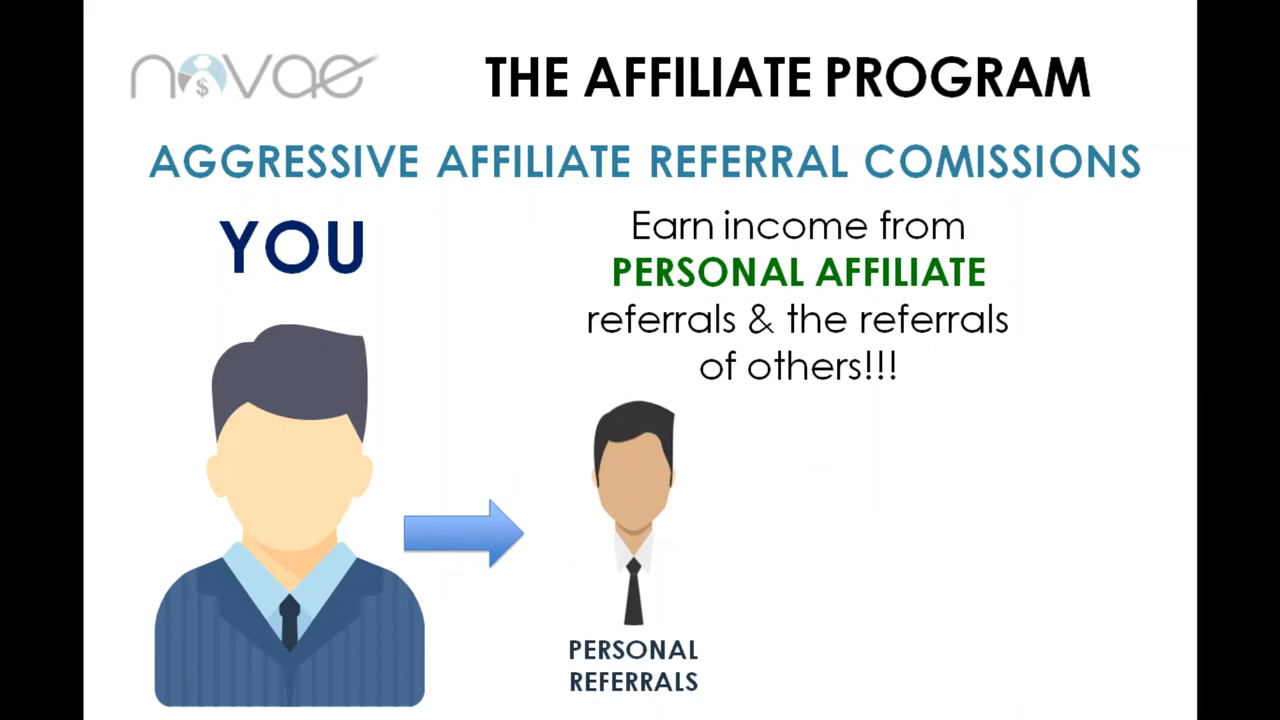 novae
$
THE AFFILIATE PROGRAM
AGGRESSIVE AFFILIATE REFERRAL COMISSIONS
YOU
Earn income from
PERSONAL AFFILIATE
referrals & the referrals
of others!!!
PERSONAL
REFERRALS